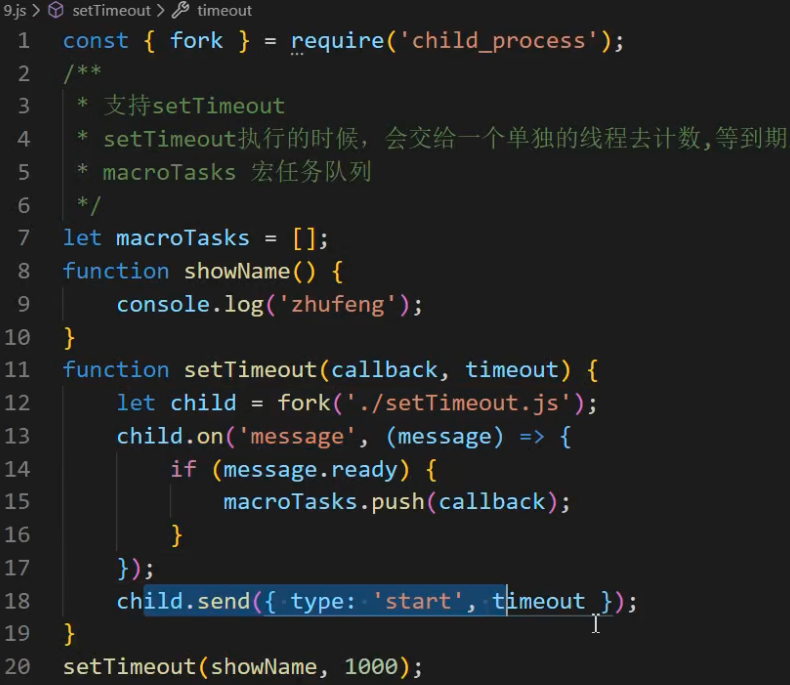 9.js > setTimeout > timeout
1 const { fork } = require('child_process');
2 /**
3  * 支持setTimeout
4  * setTimeout执行的时候，会交给一个单独的线程去计数,等到期
5  * macroTasks 宏任务队列
6  */
7 let macroTasks = [];
8 function showName() {
9     console.log('zhufeng');
10 }
11 function setTimeout(callback, timeout) {
12     let child = fork('./setTimeout.js');
13     child.on('message', (message) => {
14         if (message.ready) {
15             macroTasks.push(callback);
16         }
17     });
18     child.send({ type: 'start', timeout });
19 }
20 setTimeout(showName, 1000);